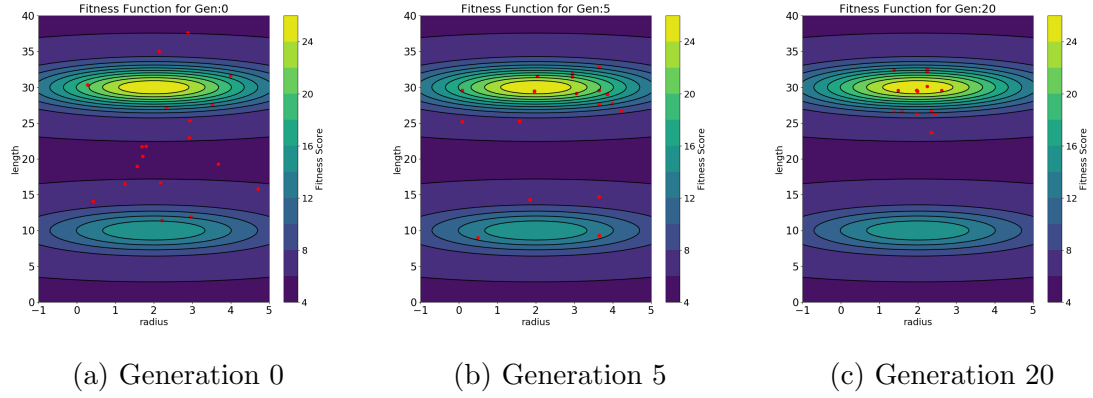 Fitness Function for Gen:0
40
35
30
25
20
15
10
5
0
length
−1 0 1 2 3 4 5
radius
24
20
16
12
8
4
Fitness Score
(a) Generation 0
Fitness Function for Gen:5
40
35
30
25
20
15
10
5
0
length
−1 0 1 2 3 4 5
radius
24
20
16
12
8
4
Fitness Score
(b) Generation 5
Fitness Function for Gen:20
40
35
30
25
20
15
10
5
0
length
−1 0 1 2 3 4 5
radius
24
20
16
12
8
4
Fitness Score
(c) Generation 20